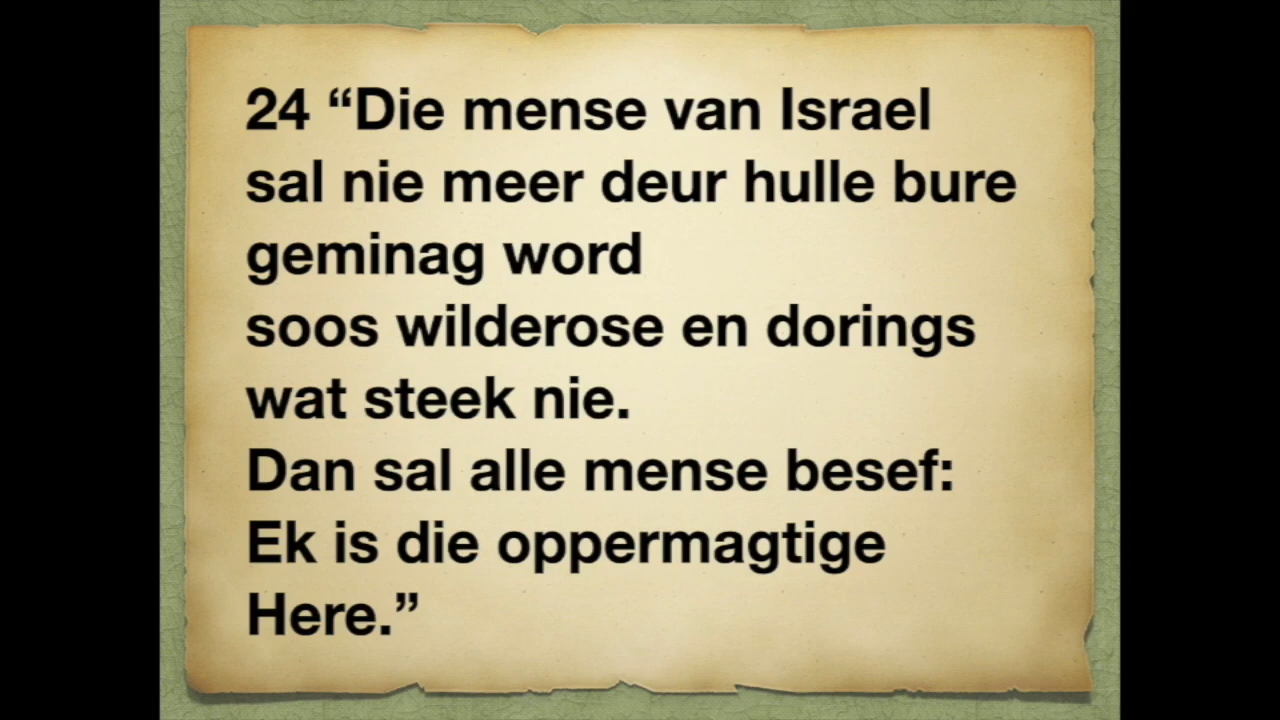 24 “Die mense van Israel
sal nie meer deur hulle bure
geminag word
soos wilderose en dorings
wat steek nie.
Dan sal alle mense besef:
Ek is die oppermagtige
Here.”